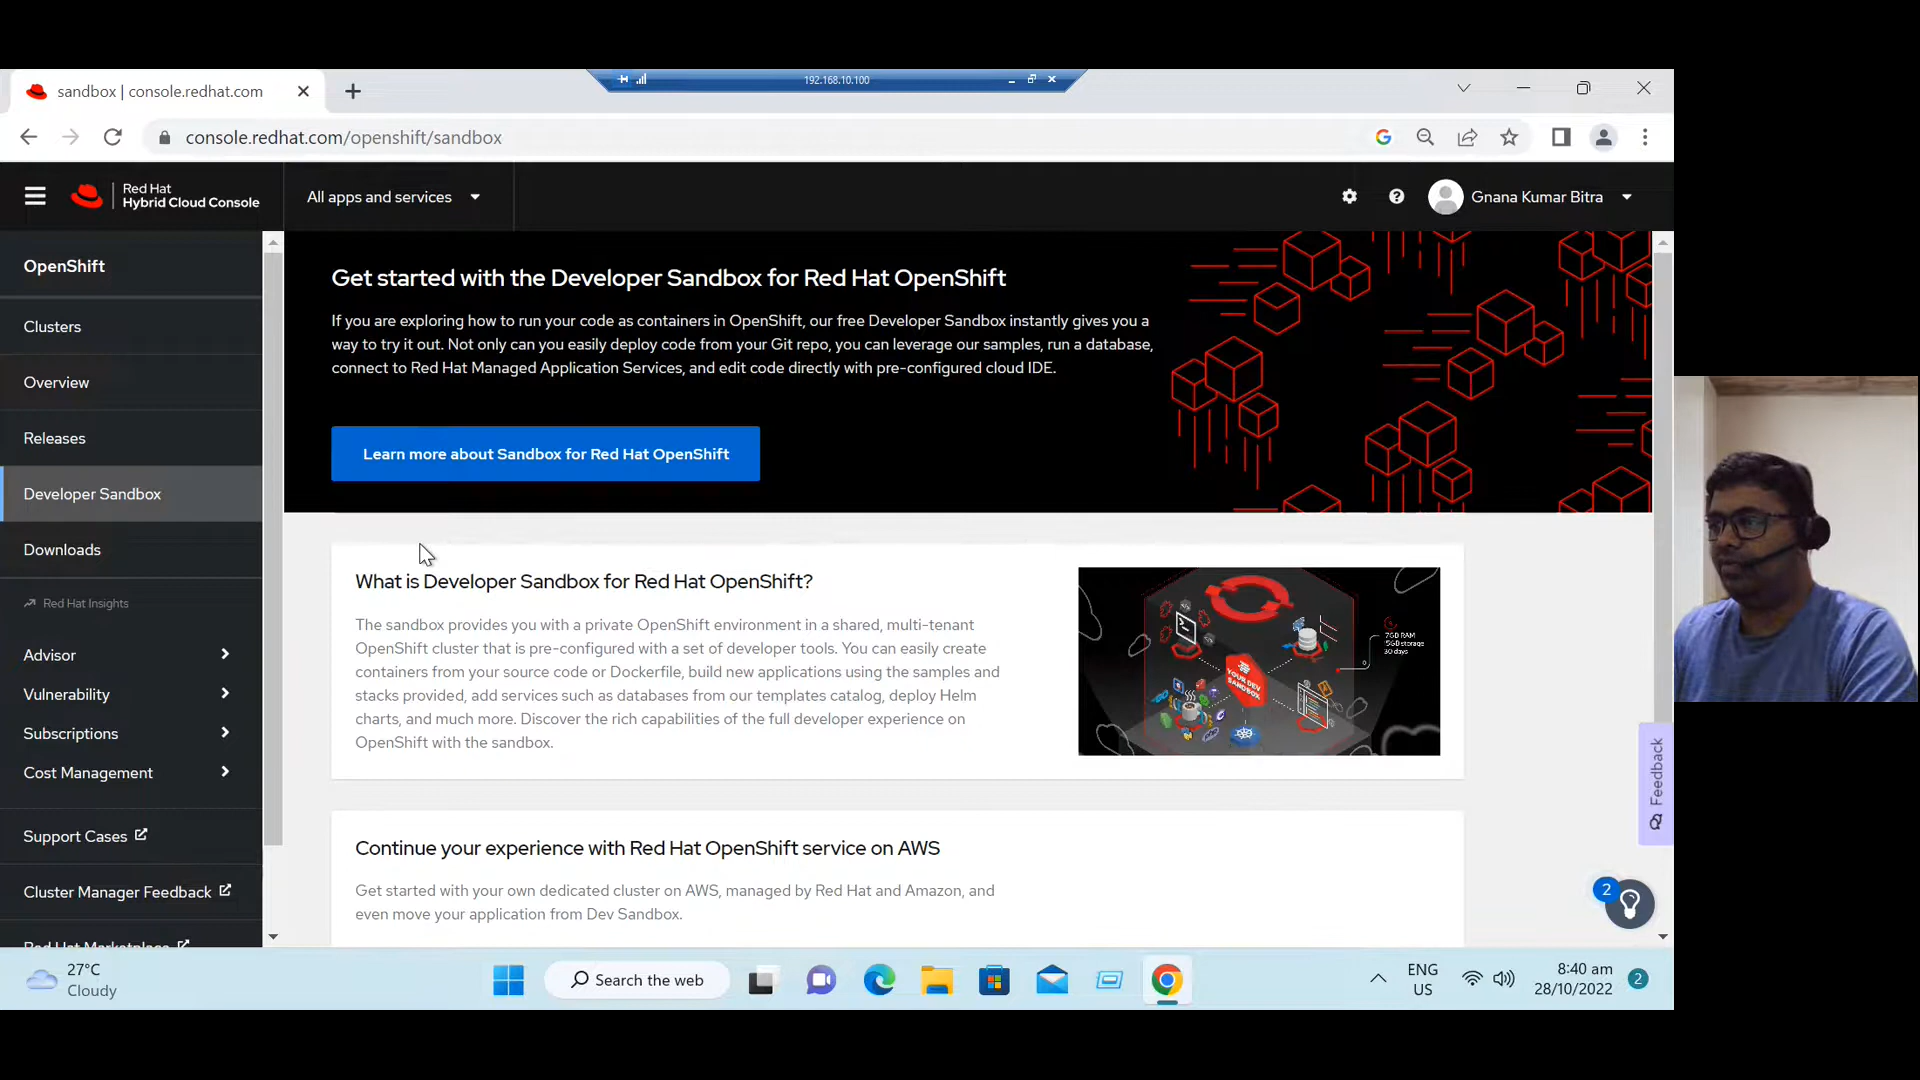 sandbox | console.redhat.com
192.168.10.100
console.redhat.com/openshift/sandbox
Red Hat
Hybrid Cloud Console
All apps and services
Gnana Kumar Bitra
OpenShift
Clusters
Overview
Releases
Developer Sandbox
Downloads
Red Hat Insights
Advisor
Vulnerability
Subscriptions
Cost Management
Support Cases
Cluster Manager Feedback
Red Hat Marketplace
Get started with the Developer Sandbox for Red Hat OpenShift
If you are exploring how to run your code as containers in OpenShift, our free Developer Sandbox instantly gives you a
way to try it out. Not only can you easily deploy code from your Git repo, you can leverage our samples, run a database,
connect to Red Hat Managed Application Services, and edit code directly with pre-configured cloud IDE.
Learn more about Sandbox for Red Hat OpenShift
What is Developer Sandbox for Red Hat OpenShift?
The sandbox provides you with a private OpenShift environment in a shared, multi-tenant
OpenShift cluster that is pre-configured with a set of developer tools. You can easily create
containers from your source code or Dockerfile, build new applications using the samples and
stacks provided, add services such as databases from our templates catalog, deploy Helm
charts, and much more. Discover the rich capabilities of the full developer experience on
OpenShift with the sandbox.
7GB RAM
15GB storage
30 days
YOUR DEV
SANDBOX
Continue your experience with Red Hat OpenShift service on AWS
Get started with your own dedicated cluster on AWS, managed by Red Hat and Amazon, and
even move your application from Dev Sandbox.
Feedback
2
27°C
Cloudy
Search the web
ENG
US
8:40 am
28/10/2022
2